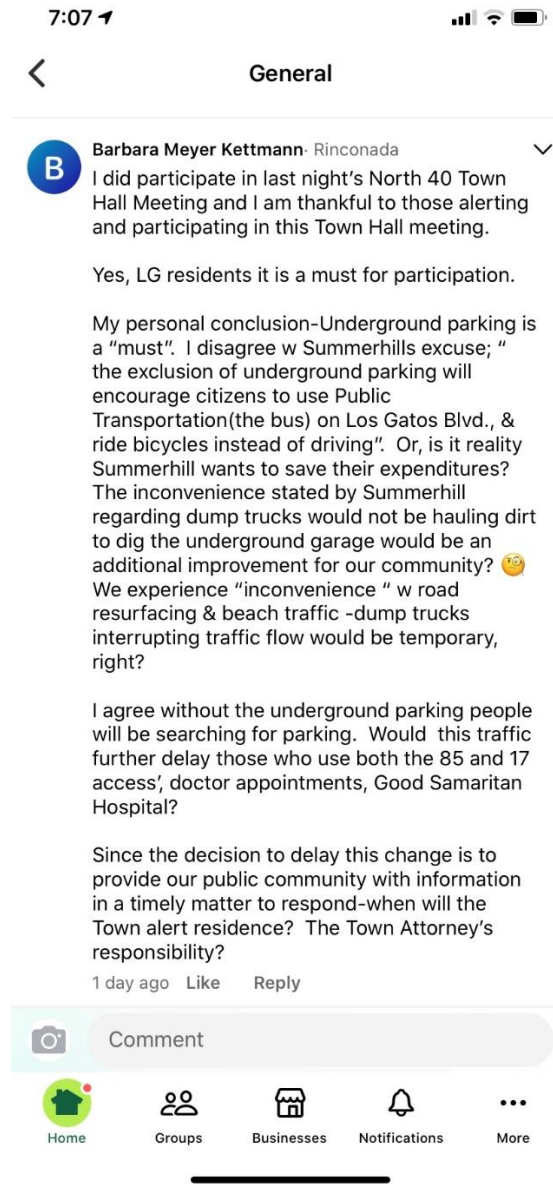 7:07
General
B
Barbara Meyer Kettmann· Rinconada
I did participate in last night's North 40 Town
Hall Meeting and I am thankful to those alerting
and participating in this Town Hall meeting.
Yes, LG residents it is a must for participation.
My personal conclusion-Underground parking is
a "must". I disagree w Summerhills excuse; "
the exclusion of underground parking will
encourage citizens to use Public
Transportation(the bus) on Los Gatos Blvd., &
ride bicycles instead of driving". Or, is it reality
Summerhill wants to save their expenditures?
The inconvenience stated by Summerhill
regarding dump trucks would not be hauling dirt
to dig the underground garage would be an
additional improvement for our community? 🧐
We experience "inconvenience " w road
resurfacing & beach traffic -dump trucks
interrupting traffic flow would be temporary,
right?
I agree without the underground parking people
will be searching for parking.  Would  this traffic
further delay those who use both the 85 and 17
access', doctor appointments, Good Samaritan
Hospital?
Since the decision to delay this change is to
provide our public community with information
in a timely matter to respond-when will the
Town alert residence?  The Town Attorney's
responsibility?
1 day ago Like Reply
Comment
Home Groups Businesses Notifications More